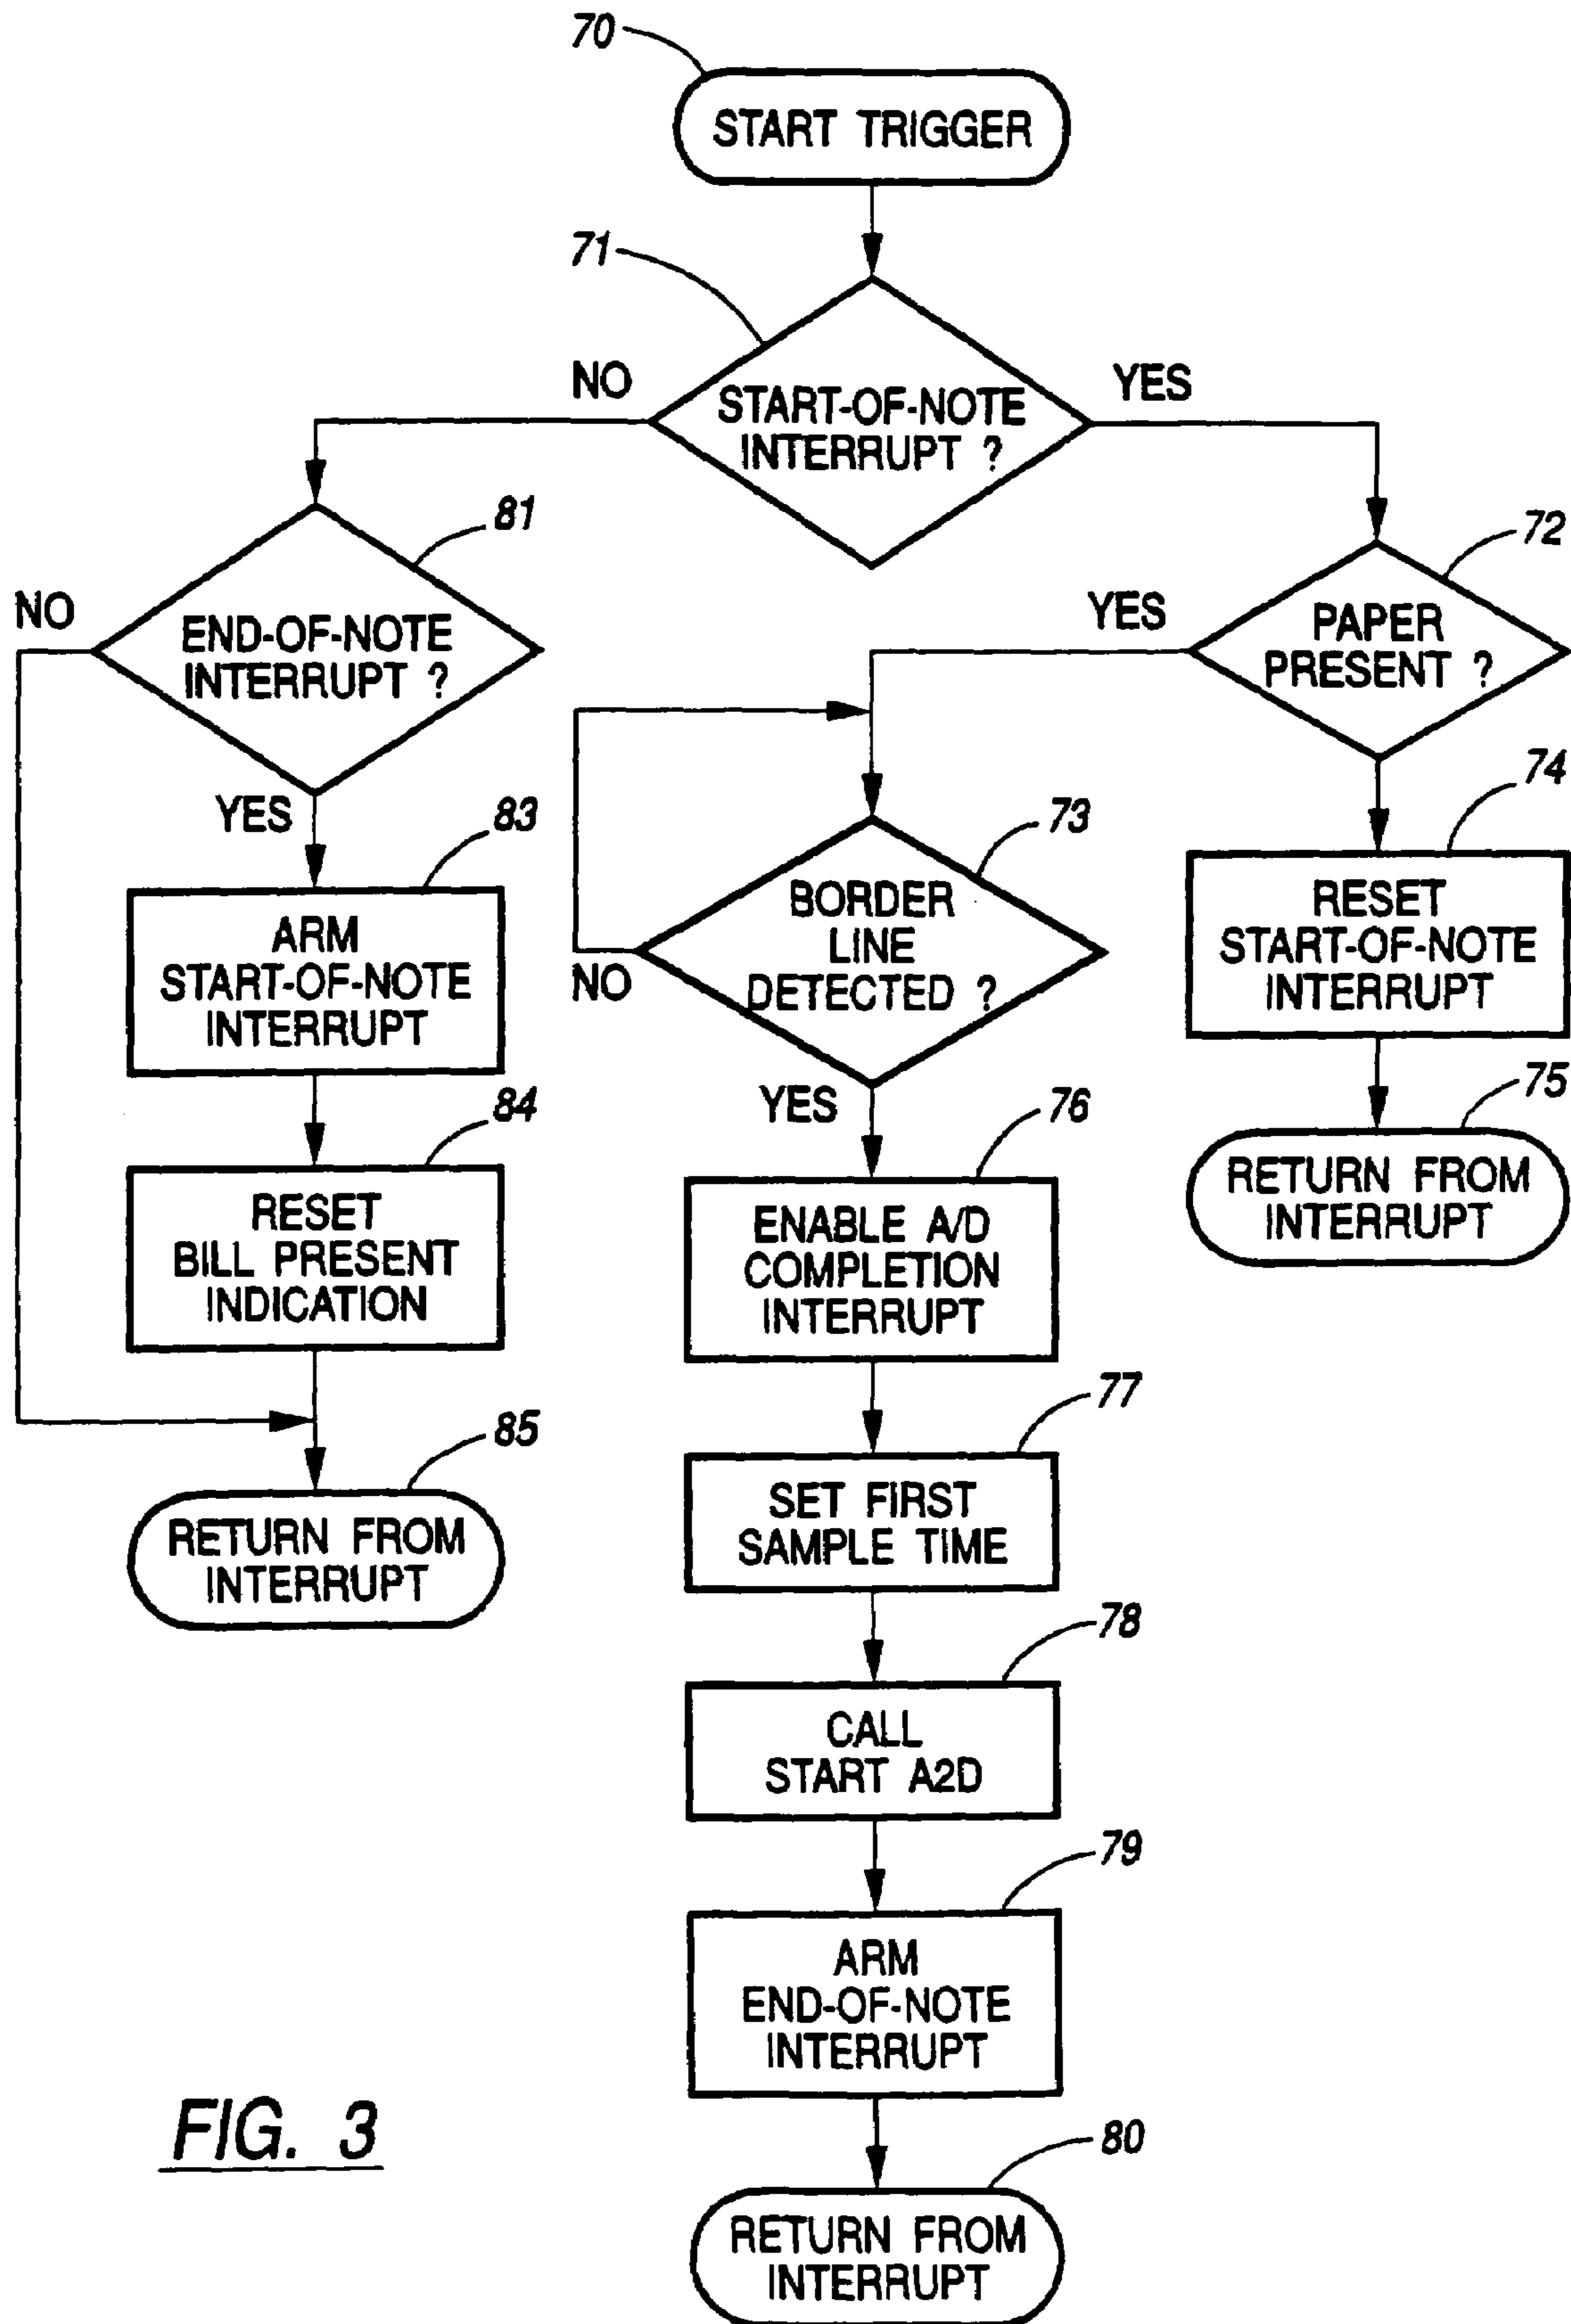 70
START TRIGGER
71
NO
YES
START-OF-NOTE
INTERRUPT ?
81
72
NO
END-OF-NOTE
INTERRUPT ?
YES
PAPER
PRESENT ?
YES
83
73
74
ARM
START-OF-NOTE
INTERRUPT
BORDER
LINE
DETECTED ?
NO
RESET
START-OF-NOTE
INTERRUPT
84
YES
76
75
RESET
BILL PRESENT
INDICATION
ENABLE A/D
COMPLETION
INTERRUPT
RETURN FROM
INTERRUPT
85
77
RETURN FROM
INTERRUPT
SET FIRST
SAMPLE TIME
78
CALL
START A2D
79
ARM
END-OF-NOTE
INTERRUPT
FIG. 3
80
RETURN FROM
INTERRUPT